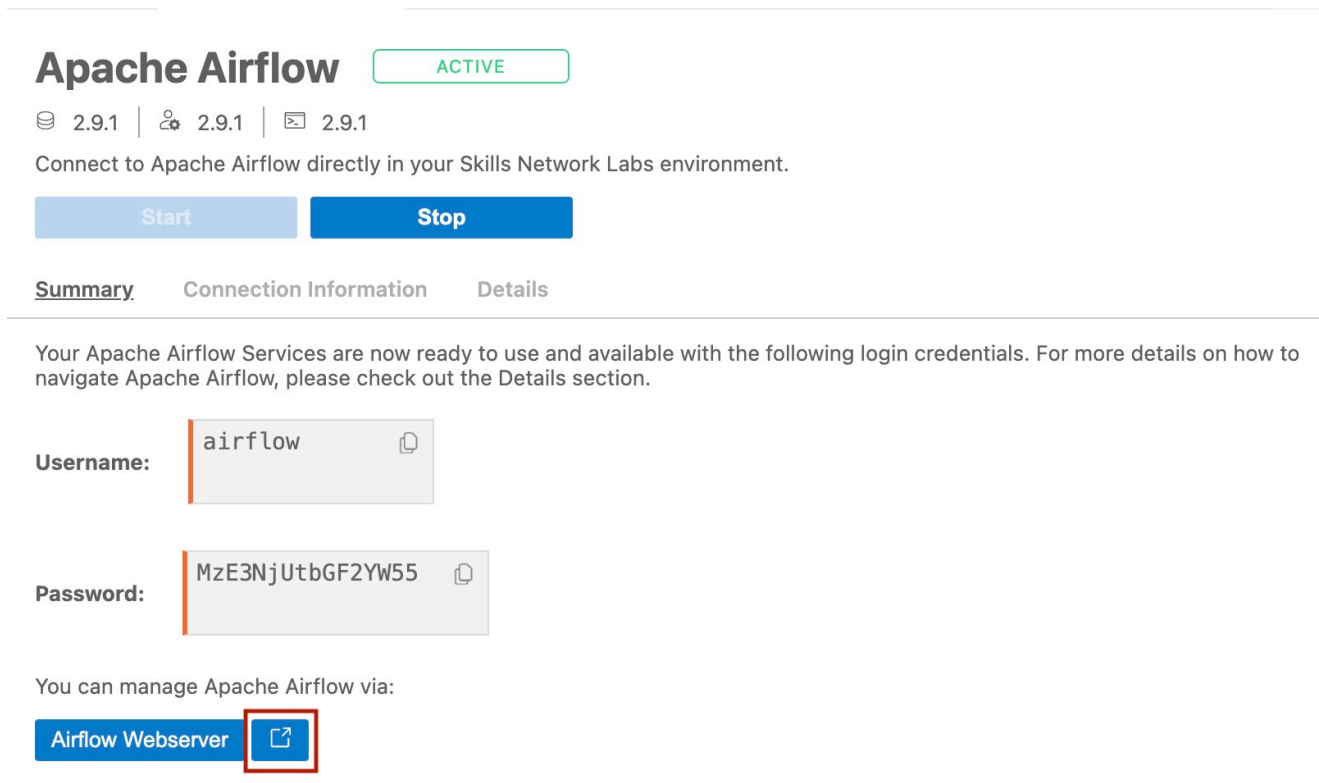 Apache Airflow ACTIVE
2.9.1 2.9.1 2.9.1
Connect to Apache Airflow directly in your Skills Network Labs environment.
Start Stop
Summary Connection Information Details
Your Apache Airflow Services are now ready to use and available with the following login credentials. For more details on how to
navigate Apache Airflow, please check out the Details section.
Username: airflow
Password: MzE3NjUtbGF2YW55
You can manage Apache Airflow via:
Airflow Webserver